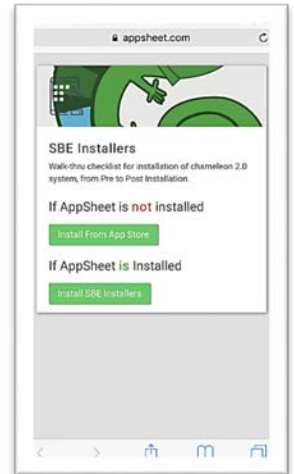 appsheet.com
SBE Installers
Walk-thru checklist for installation of chameleon 2.0
system, from Pre to Post Installation.
If AppSheet is not installed
Install From App Store
If AppSheet is Installed
Install SBE Installers